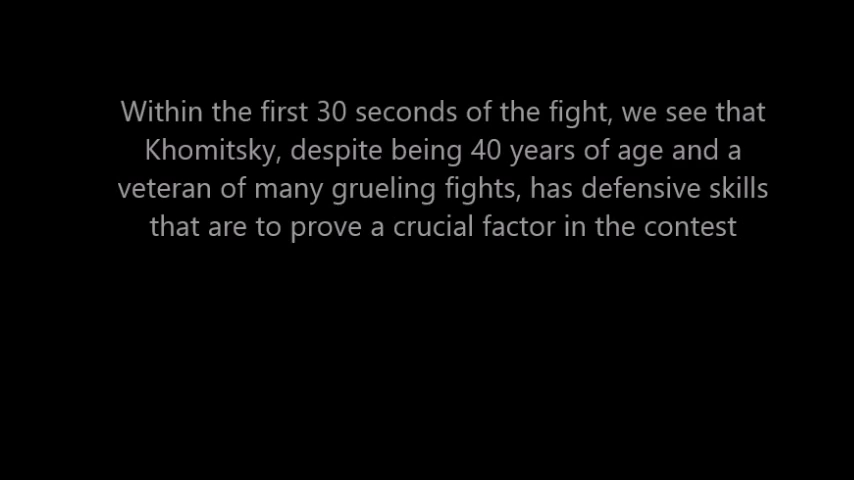 Within the first 30 seconds of the fight, we see that
Khomitsky, despite being 40 years of age and a
veteran of many grueling fights, has defensive skills
that are to prove a crucial factor in the contest